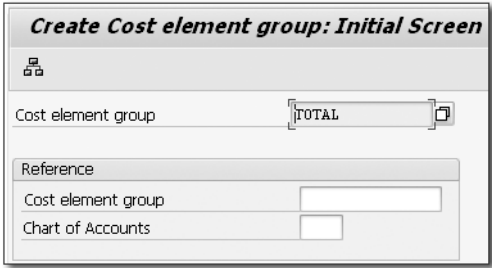 Create Cost element group: Initial Screen
Cost element group TOTAL
Reference
Cost element group
Chart of Accounts